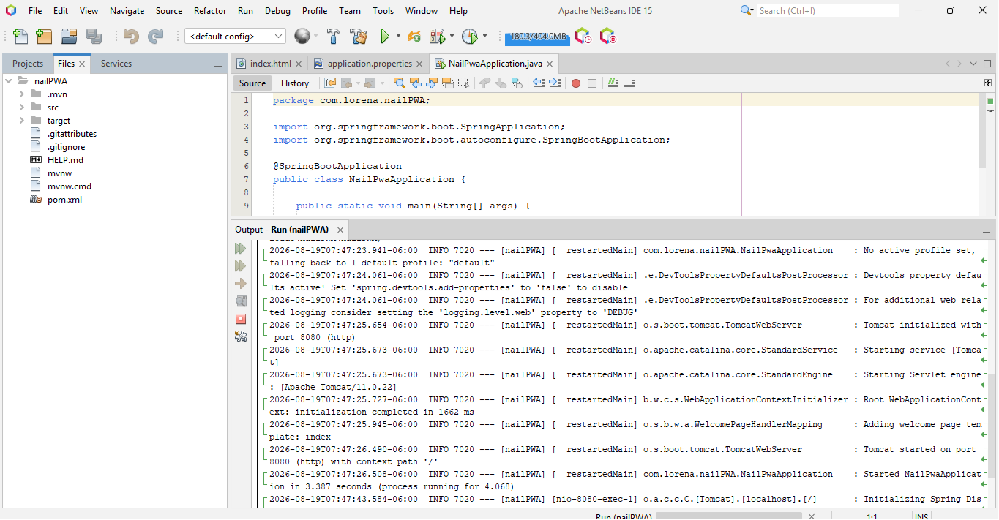 File Edit View Navigate Source Refactor Run Debug Profile Team Tools Window Help
Apache NetBeans IDE 15
Search (Ctrl+I)
<default config>
180.3/404.0MB
Projects Files Services
index.html application.properties NailPwaApplication.java
nailPWA
.mvn
src
target
.gitattributes
.gitignore
HELP.md
mvnw
mvnw.cmd
pom.xml
Source History
1 package com.lorena.nailPWA;
2
3 import org.springframework.boot.SpringApplication;
4 import org.springframework.boot.autoconfigure.SpringBootApplication;
5
6 @SpringBootApplication
7 public class NailPwaApplication {
8
9 public static void main(String[] args) {
Output - Run (nailPWA)
2026-08-19T07:47:23.941-06:00  INFO 7020 --- [nailPWA] [  restartedMain] com.lorena.nailPWA.NailPwaApplication    : No active profile set,
falling back to 1 default profile: "default"
2026-08-19T07:47:24.061-06:00  INFO 7020 --- [nailPWA] [  restartedMain] .e.DevToolsPropertyDefaultsPostProcessor : Devtools property defau
lts active! Set 'spring.devtools.add-properties' to 'false' to disable
2026-08-19T07:47:24.061-06:00  INFO 7020 --- [nailPWA] [  restartedMain] .e.DevToolsPropertyDefaultsPostProcessor : For additional web rela
ted logging consider setting the 'logging.level.web' property to 'DEBUG'
2026-08-19T07:47:25.654-06:00  INFO 7020 --- [nailPWA] [  restartedMain] o.s.boot.tomcat.TomcatWebServer          : Tomcat initialized with
port 8080 (http)
2026-08-19T07:47:25.673-06:00  INFO 7020 --- [nailPWA] [  restartedMain] o.apache.catalina.core.StandardService   : Starting service [Tomca
t]
2026-08-19T07:47:25.673-06:00  INFO 7020 --- [nailPWA] [  restartedMain] o.apache.catalina.core.StandardEngine    : Starting Servlet engine
: [Apache Tomcat/11.0.22]
2026-08-19T07:47:25.727-06:00  INFO 7020 --- [nailPWA] [  restartedMain] b.w.c.s.WebApplicationContextInitializer : Root WebApplicationCont
ext: initialization completed in 1662 ms
2026-08-19T07:47:25.945-06:00  INFO 7020 --- [nailPWA] [  restartedMain] o.s.b.w.a.WelcomePageHandlerMapping      : Adding welcome page tem
plate: index
2026-08-19T07:47:26.490-06:00  INFO 7020 --- [nailPWA] [  restartedMain] o.s.boot.tomcat.TomcatWebServer          : Tomcat started on port
8080 (http) with context path '/'
2026-08-19T07:47:26.508-06:00  INFO 7020 --- [nailPWA] [  restartedMain] com.lorena.nailPWA.NailPwaApplication    : Started NailPwaApplicat
ion in 3.387 seconds (process running for 4.068)
2026-08-19T07:47:43.584-06:00  INFO 7020 --- [nailPWA] [nio-8080-exec-1] o.a.c.c.C.[Tomcat].[localhost].[/]       : Initializing Spring Dis
Run (nailPWA) 1:1 INS